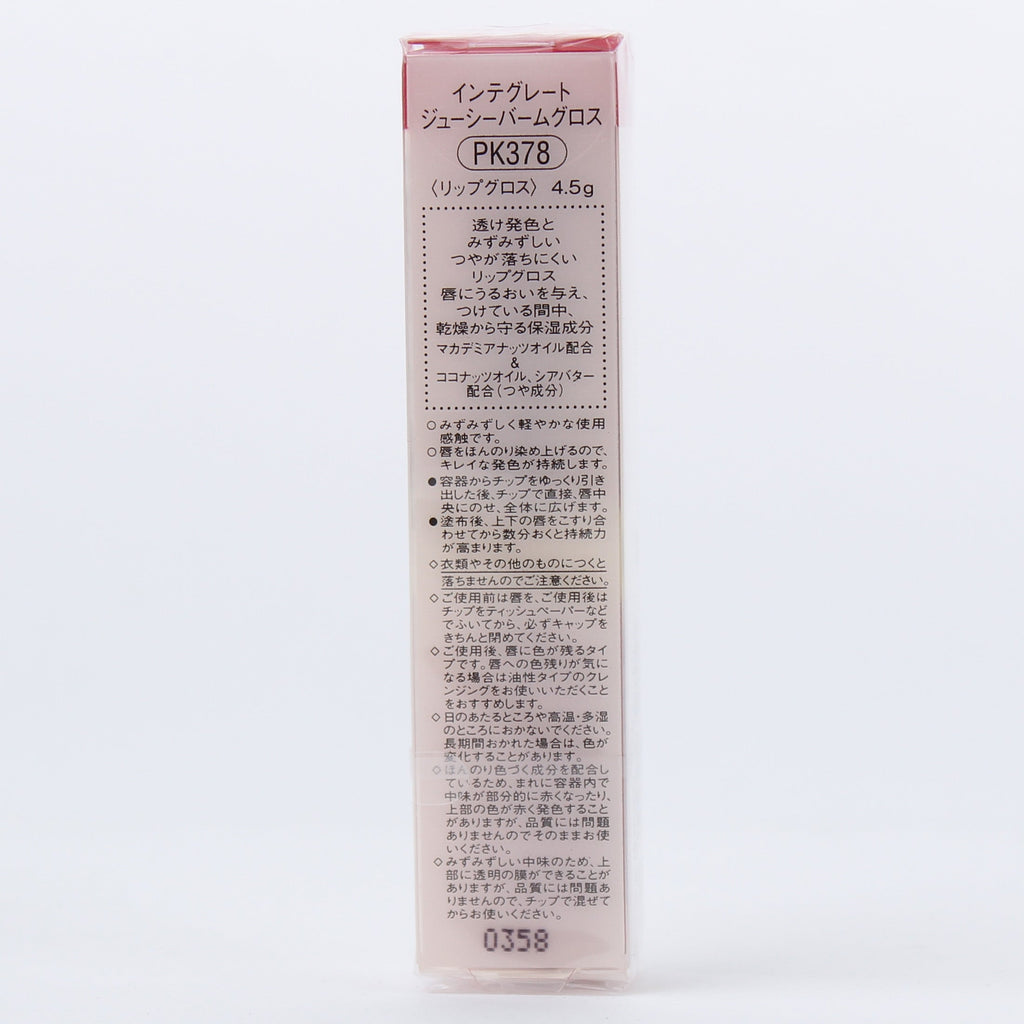 インテグレート
ジューシーバームグロス
PK378
〈リップグロス〉 4.5g
透け発色と
みずみずしい
つやが落ちにくい
リップグロス
唇にうるおいを与え、
つけている間中、
乾燥から守る保湿成分
マカデミアナッツオイル配合
&
ココナッツオイル、シアバター
配合(つや成分)
○みずみずしく軽やかな使用
感触です。
○唇をほんのり染め上げるので、
キレイな発色が持続します。
●容器からチップをゆっくり引き
出した後、チップで直接、唇中
央にのせ、全体に広げます。
●塗布後、上下の唇をこすり合
わせてから数分おくと持続力
が高まります。
◇衣類やその他のものにつくと
落ちませんのでご注意ください。
◇ご使用前は唇を、ご使用後は
チップをティッシュペーパーなど
でふいてから、必ずキャップを
きちんと閉めてください。
◇ご使用後、唇に色が残るタイ
プです。唇への色残りが気に
なる場合は油性タイプのクレ
ンジングをお使いいただくこと
をおすすめします。
◇日のあたるところや高温・多湿
のところにおかないでください。
長期間おかれた場合は、色が
変化することがあります。
◇ほんのり色づく成分を配合し
ているため、まれに容器内で
中味が部分的に赤くなったり、
上部の色が赤く発色すること
がありますが、品質には問題
ありませんのでそのままお使
いください。
◇みずみずしい中味のため、上
部に透明の膜ができることが
ありますが、品質には問題あ
りませんので、チップで混ぜて
からお使いください。
0358